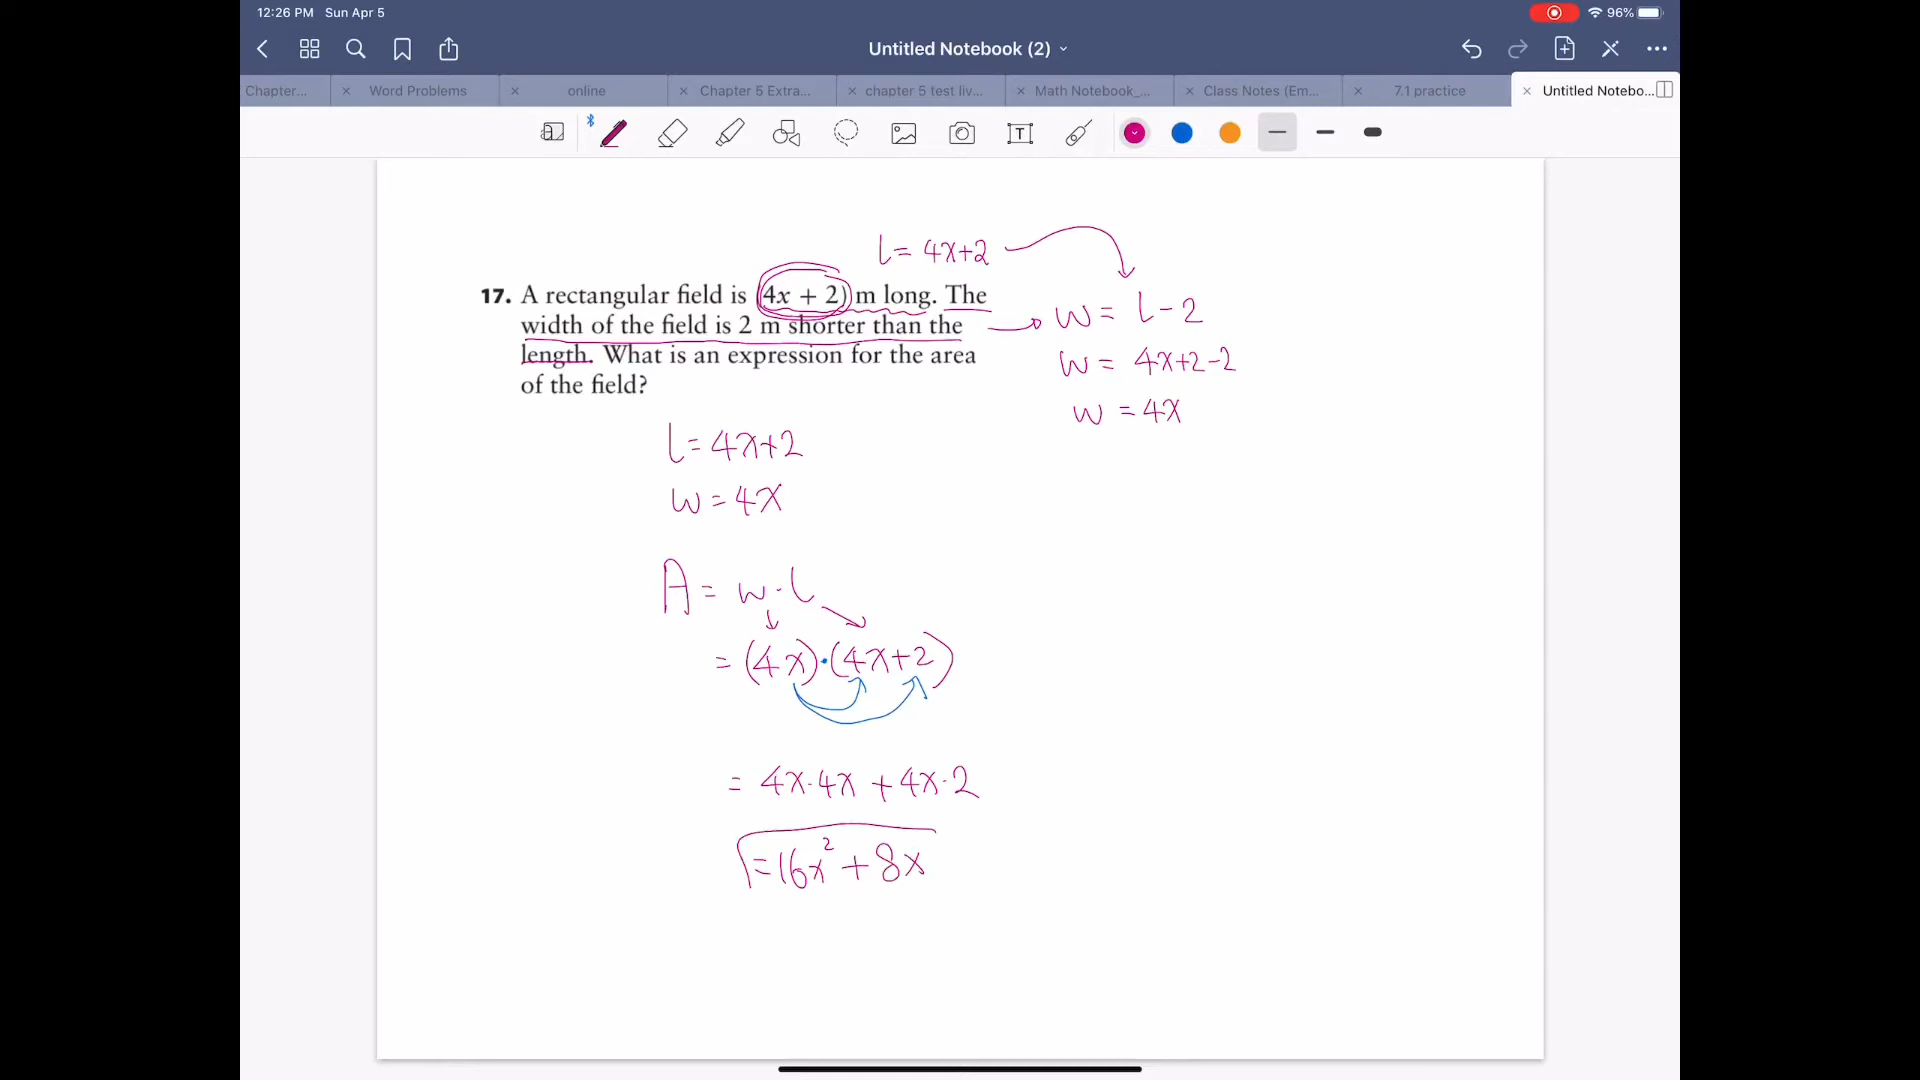 12:26 PM Sun Apr 5
96%
Untitled Notebook (2)
Chapter...
Word Problems
online
Chapter 5 Extra...
chapter 5 test liv...
Math Notebook_...
Class Notes (Em...
7.1 practice
Untitled Notebo...
l = 4x+2
17. A rectangular field is (4x + 2) m long. The
width of the field is 2 m shorter than the
length. What is an expression for the area
of the field?
w = l - 2
w = 4x+2-2
w = 4x
l = 4x+2
w = 4x
A = w · l
= (4x) · (4x+2)
= 4x · 4x + 4x · 2
= 16x² + 8x